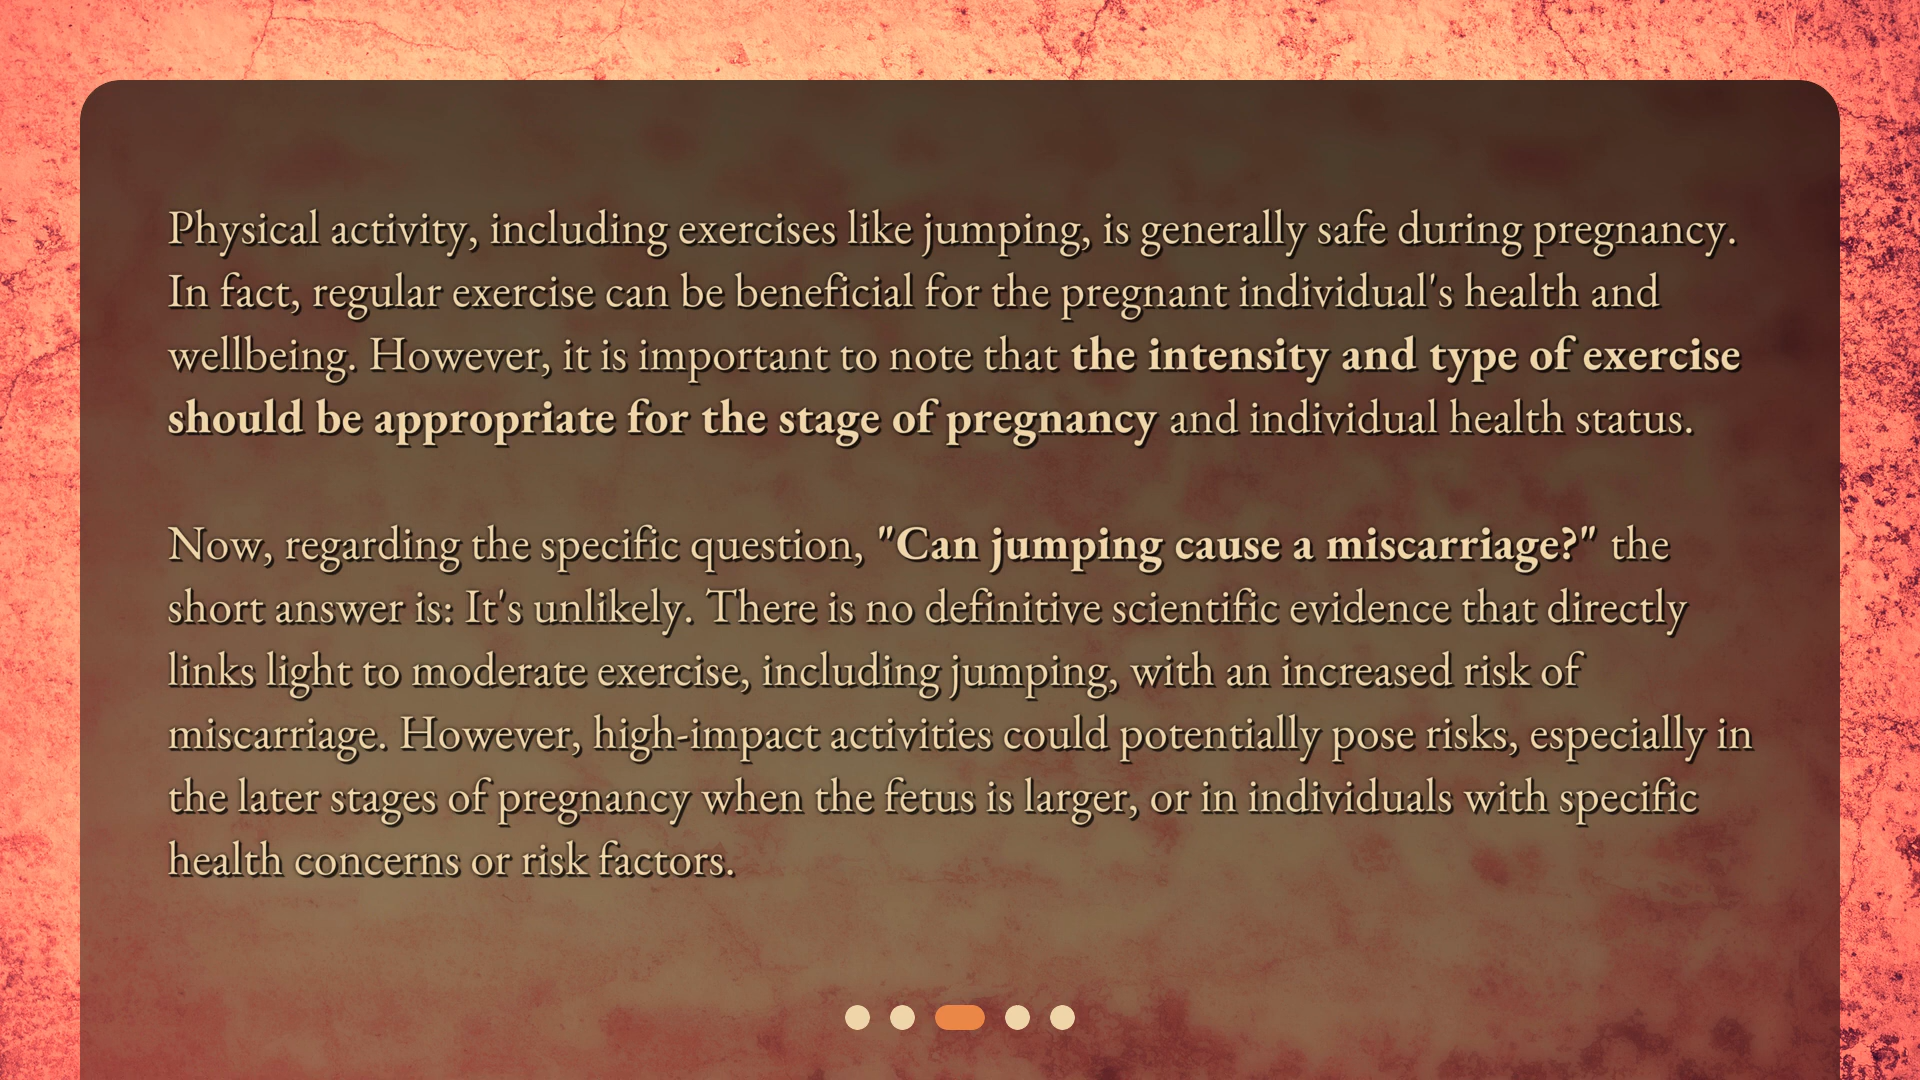 Physical activity, including exercises like jumping, is generally safe during pregnancy.
In fact, regular exercise can be beneficial for the pregnant individual's health and
wellbeing. However, it is important to note that the intensity and type of exercise
should be appropriate for the stage of pregnancy and individual health status.
Now, regarding the specific question, "Can jumping cause a miscarriage?" the
short answer is: It's unlikely. There is no definitive scientific evidence that directly
links light to moderate exercise, including jumping, with an increased risk of
miscarriage. However, high-impact activities could potentially pose risks, especially in
the later stages of pregnancy when the fetus is larger, or in individuals with specific
health concerns or risk factors.